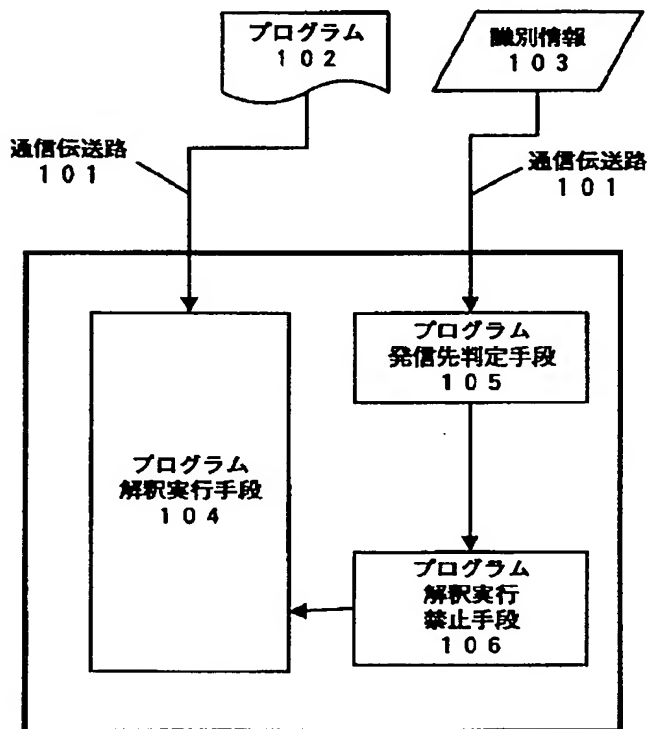 プログラム
102
識別情報
103
通信伝送路
101
通信伝送路
101
プログラム
発信先判定手段
105
プログラム
解釈実行手段
104
プログラム
解釈実行
禁止手段
106